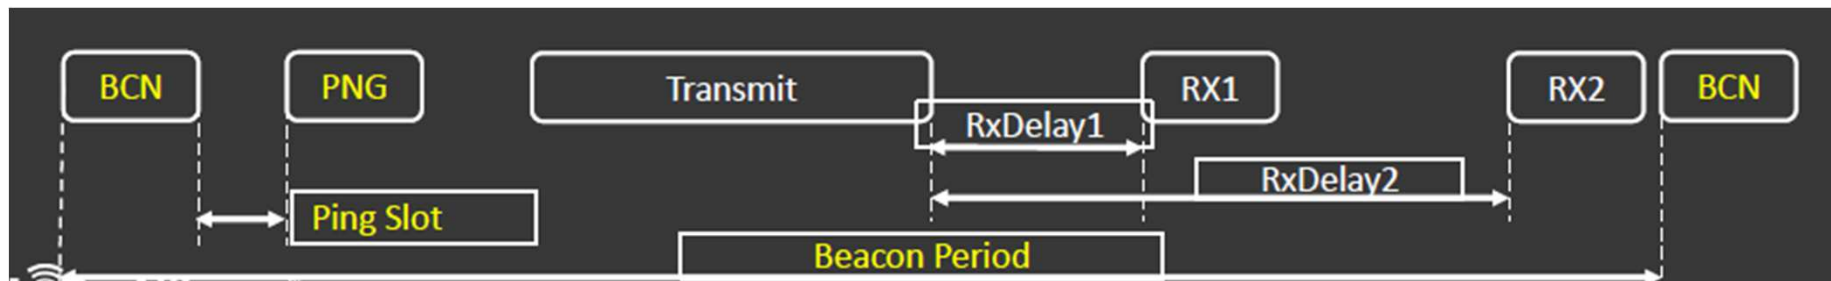 BCN
PNG
Transmit
RX1
RX2
BCN
RxDelay1
RxDelay2
Ping Slot
Beacon Period